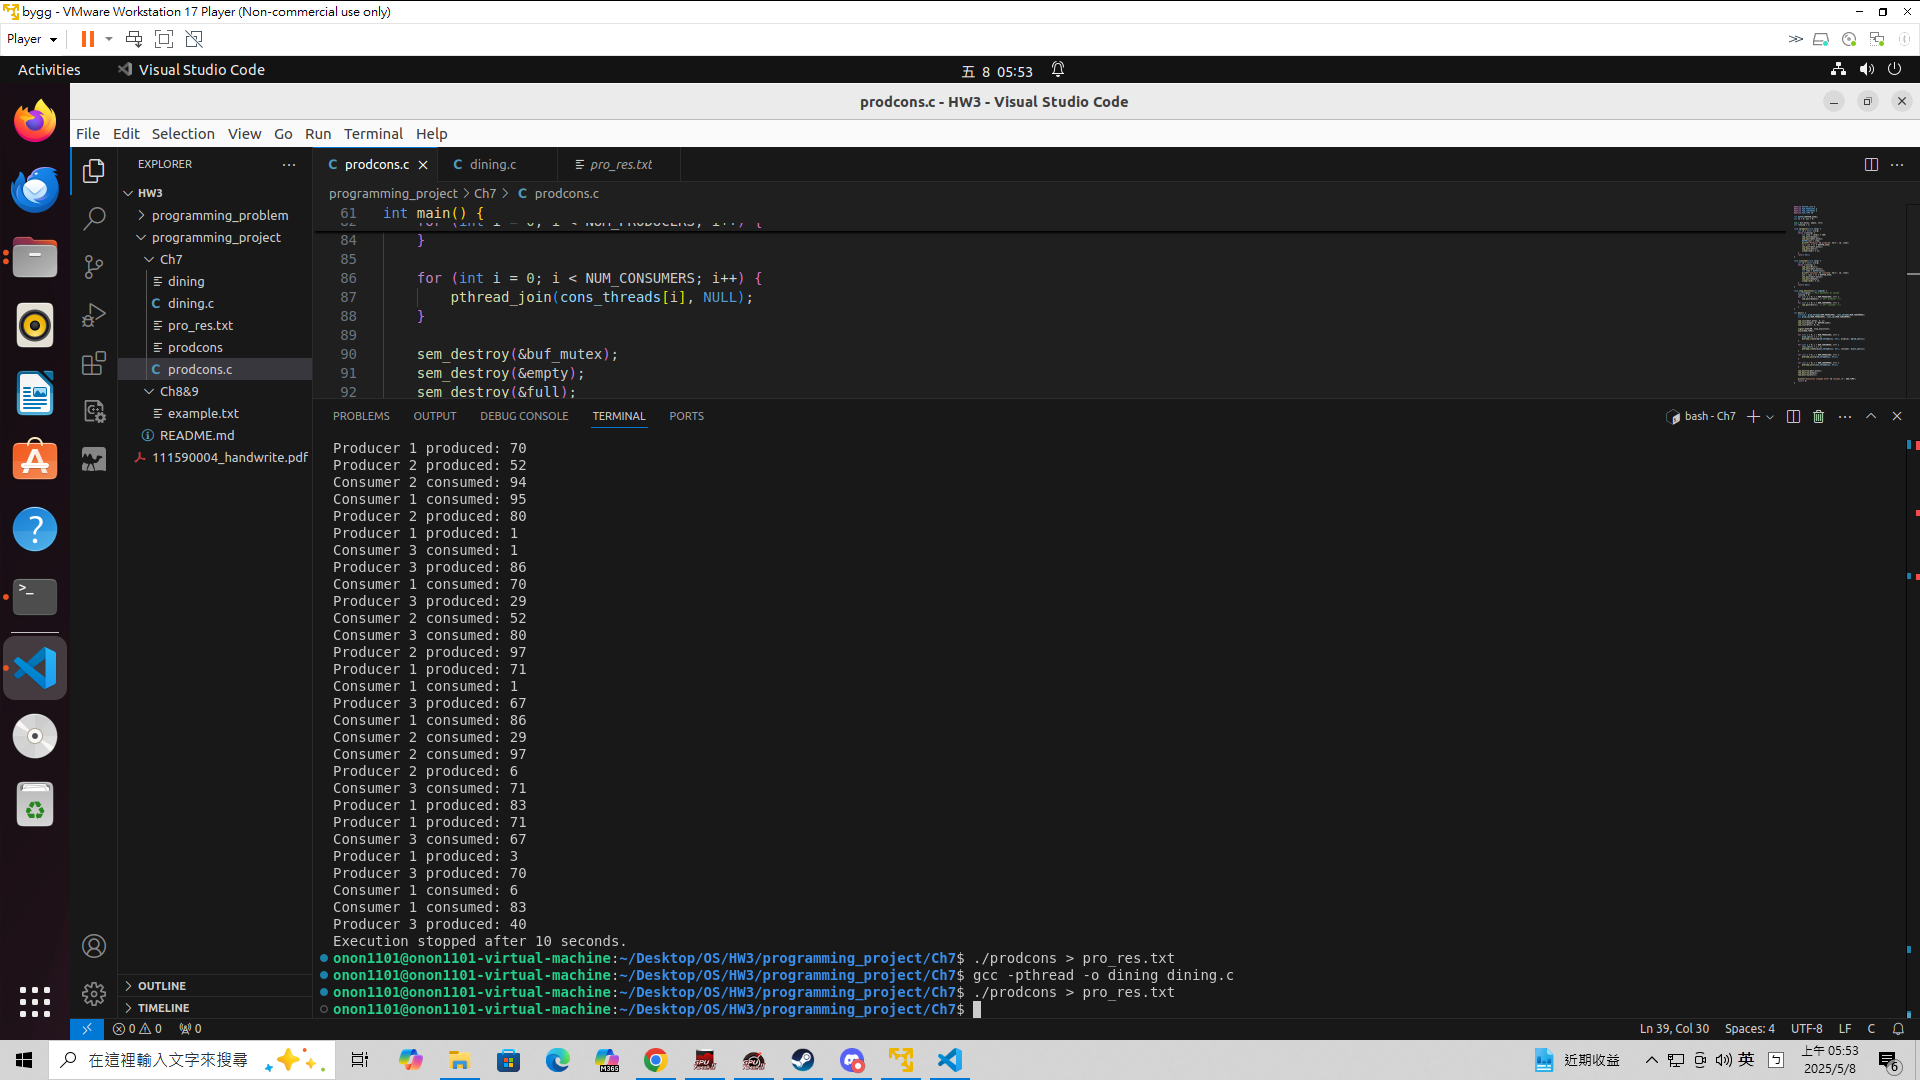 bygg - VMware Workstation 17 Player (Non-commercial use only)
Player
Activities
Visual Studio Code
五 8 05:53
prodcons.c - HW3 - Visual Studio Code
File Edit Selection View Go Run Terminal Help
EXPLORER
HW3
programming_problem
programming_project
Ch7
dining
C dining.c
pro_res.txt
prodcons
C prodcons.c
Ch8&9
example.txt
README.md
111590004_handwrite.pdf
OUTLINE
TIMELINE
C prodcons.c
C dining.c
pro_res.txt
programming_project > Ch7 > C prodcons.c
61 int main() {
82 for (int i = 0; i < NUM_PRODUCERS; i++) {
84 }
85
86 for (int i = 0; i < NUM_CONSUMERS; i++) {
87 pthread_join(cons_threads[i], NULL);
88 }
89
90 sem_destroy(&buf_mutex);
91 sem_destroy(&empty);
92 sem_destroy(&full);
PROBLEMS OUTPUT DEBUG CONSOLE TERMINAL PORTS
bash - Ch7
Producer 1 produced: 70
Producer 2 produced: 52
Consumer 2 consumed: 94
Consumer 1 consumed: 95
Producer 2 produced: 80
Producer 1 produced: 1
Consumer 3 consumed: 1
Producer 3 produced: 86
Consumer 1 consumed: 70
Producer 3 produced: 29
Consumer 2 consumed: 52
Consumer 3 consumed: 80
Producer 2 produced: 97
Producer 1 produced: 71
Consumer 1 consumed: 1
Producer 3 produced: 67
Consumer 1 consumed: 86
Consumer 2 consumed: 29
Consumer 2 consumed: 97
Producer 2 produced: 6
Consumer 3 consumed: 71
Producer 1 produced: 83
Producer 1 produced: 71
Consumer 3 consumed: 67
Producer 1 produced: 3
Producer 3 produced: 70
Consumer 1 consumed: 6
Consumer 1 consumed: 83
Producer 3 produced: 40
Execution stopped after 10 seconds.
onon1101@onon1101-virtual-machine:~/Desktop/OS/HW3/programming_project/Ch7$ ./prodcons > pro_res.txt
onon1101@onon1101-virtual-machine:~/Desktop/OS/HW3/programming_project/Ch7$ gcc -pthread -o dining dining.c
onon1101@onon1101-virtual-machine:~/Desktop/OS/HW3/programming_project/Ch7$ ./prodcons > pro_res.txt
onon1101@onon1101-virtual-machine:~/Desktop/OS/HW3/programming_project/Ch7$
0 0 0
Ln 39, Col 30 Spaces: 4 UTF-8 LF C
在這裡輸入文字來搜尋
M365
近期收益
英
上午 05:53
2025/5/8
6